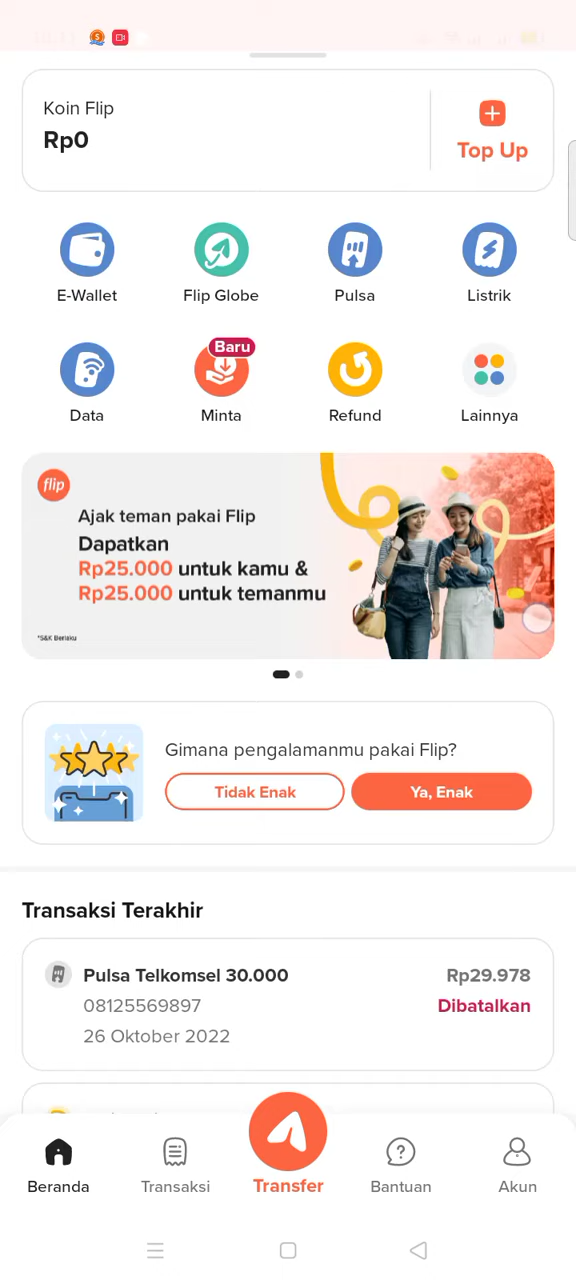 Koin Flip
Rp0
Top Up
E-Wallet
Flip Globe
Pulsa
Listrik
Baru
Data
Minta
Refund
Lainnya
flip
Ajak teman pakai Flip
Dapatkan
Rp25.000 untuk kamu &
Rp25.000 untuk temanmu
*S&K Berlaku
Gimana pengalamanmu pakai Flip?
Tidak Enak
Ya, Enak
Transaksi Terakhir
Pulsa Telkomsel 30.000
Rp29.978
08125569897
Dibatalkan
26 Oktober 2022
Beranda
Transaksi
Transfer
Bantuan
Akun